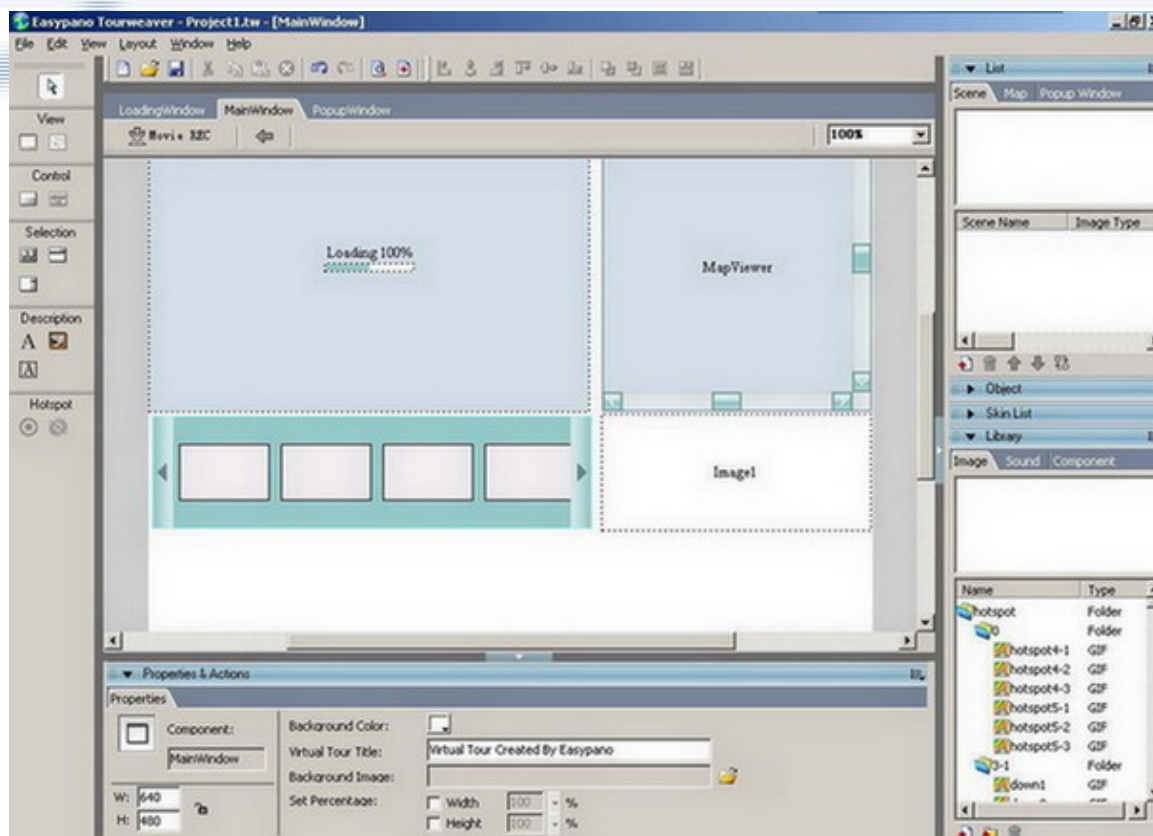 Easypano Tourweaver - Project1.tw - [MainWindow]
File Edit View Layout Window Help
View
Control
Selection
Description
A
A
Hotspot
LoadingWindow MainWindow PopupWindow
Movie REC
100%
Loading 100%
MapViewer
Image1
List
Scene Map Popup Window
Scene Name Image Type
Object
Skin List
Library
Image Sound Component
Name Type
hotspot Folder
0 Folder
hotspot4-1 GIF
hotspot4-2 GIF
hotspot4-3 GIF
hotspot5-1 GIF
hotspot5-2 GIF
hotspot5-3 GIF
3-1 Folder
down1 GIF
Properties & Actions
Properties
Component:
MainWindow
W: 640
H: 480
Background Color:
Virtual Tour Title: Virtual Tour Created By Easypano
Background Image:
Set Percentage: Width 100 %
Height 100 %